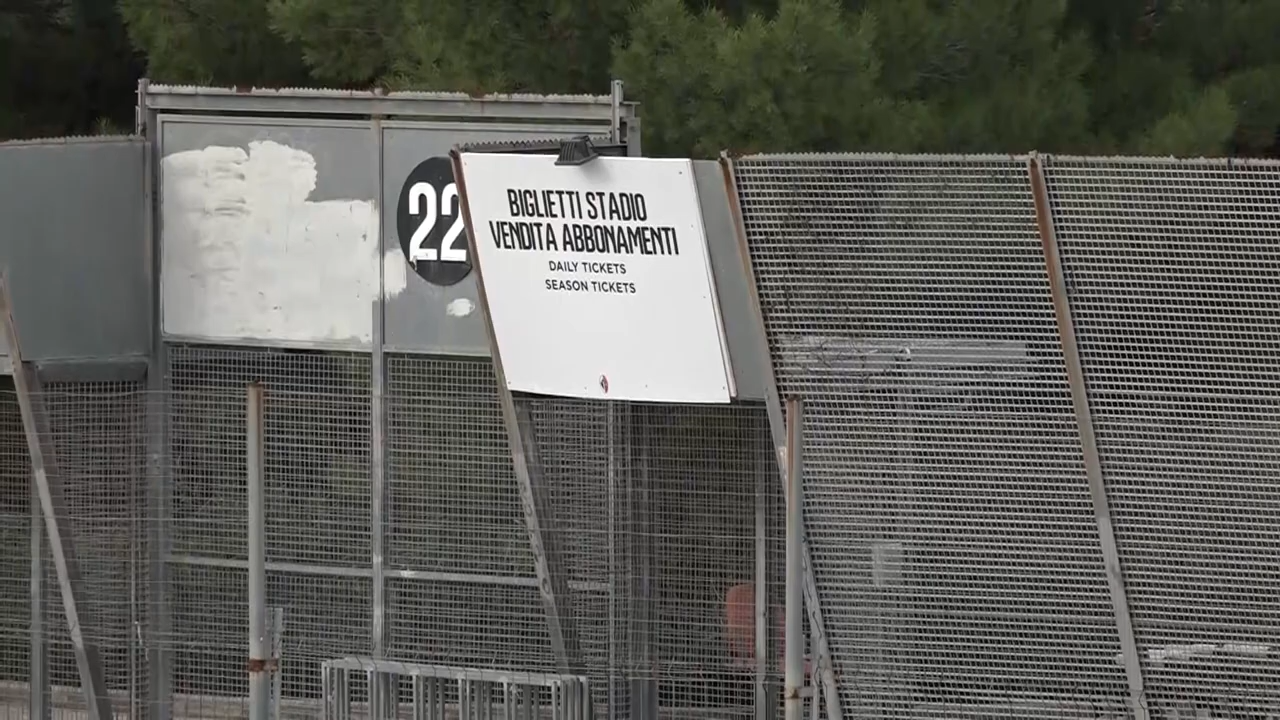 22
BIGLIETTI STADIO
VENDITA ABBONAMENTI
DAILY TICKETS
SEASON TICKETS